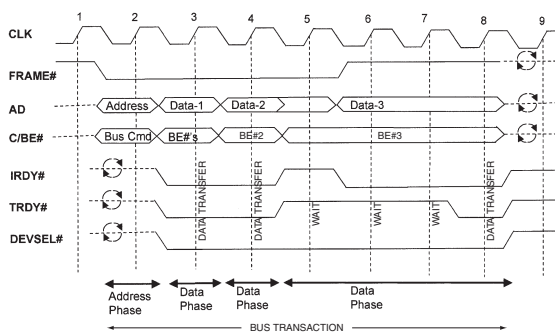 1 2 3 4 5 6 7 8 9
CLK
FRAME#
AD Address Data-1 Data-2 Data-3
C/BE# Bus Cmd BE#'s BE#2 BE#3
IRDY#
TRDY#
DEVSEL#
DATA TRANSFER
DATA TRANSFER
WAIT
WAIT
WAIT
DATA TRANSFER
Address Phase
Data Phase
Data Phase
Data Phase
BUS TRANSACTION